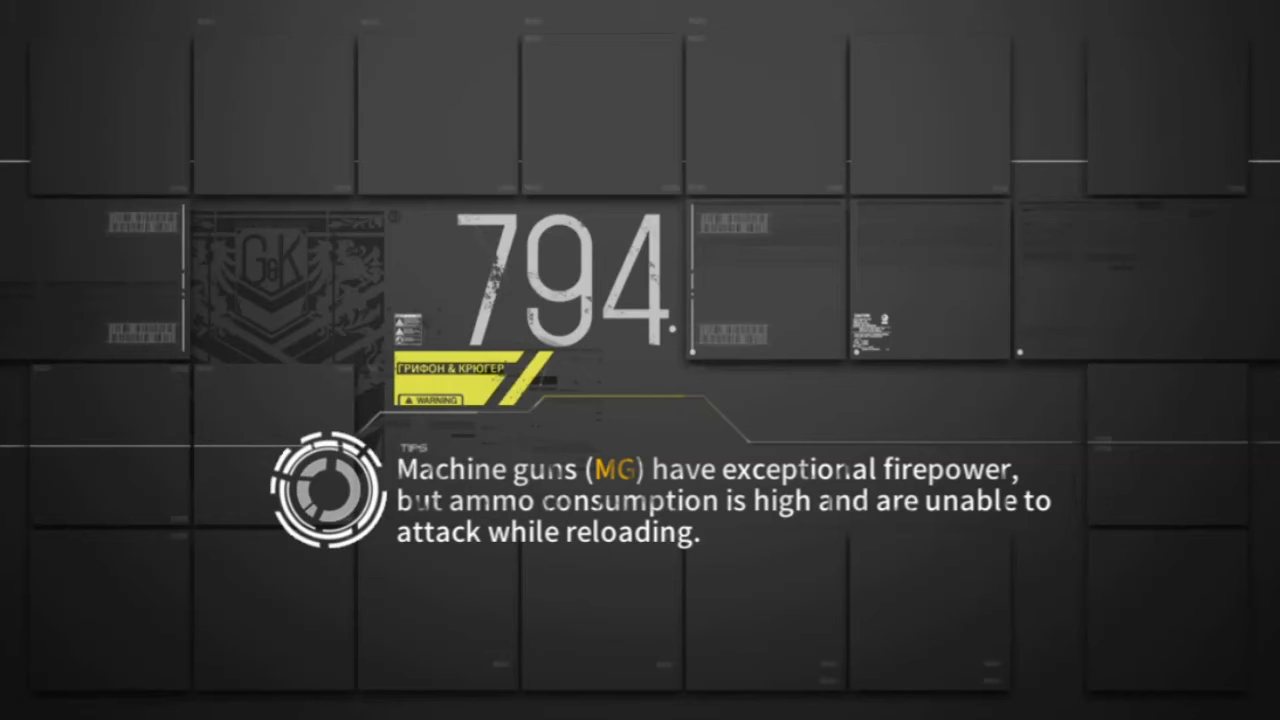 794.
G&K
ГРИФОН & КРЮГЕР
WARNING
TIPS
Machine guns (MG) have exceptional firepower,
but ammo consumption is high and are unable to
attack while reloading.